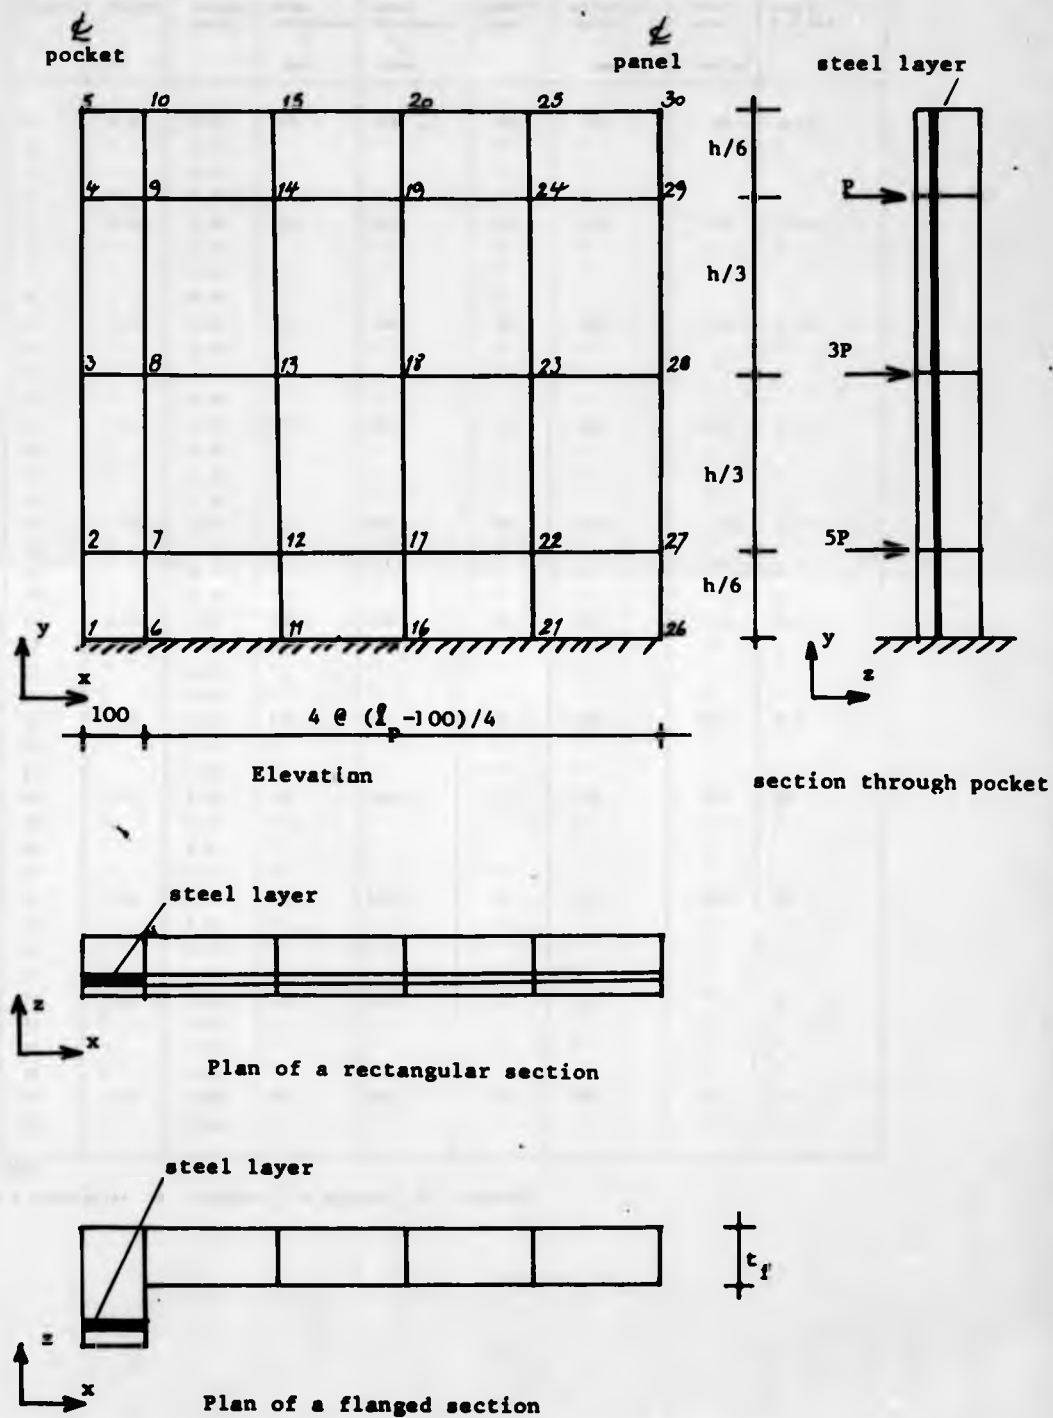 ℄ ℄
pocket panel steel layer
5 10 15 20 25 30
h/6
4 9 14 19 24 29 P
h/3
3 8 13 18 23 28 3P
h/3
2 7 12 17 22 27 5P
h/6
y 1 6 11 16 21 26 y
x z
100 4 @ (ℓp-100)/4
Elevation
section through pocket
steel layer
z
x
Plan of a rectangular section
steel layer
tf
z
x
Plan of a flanged section